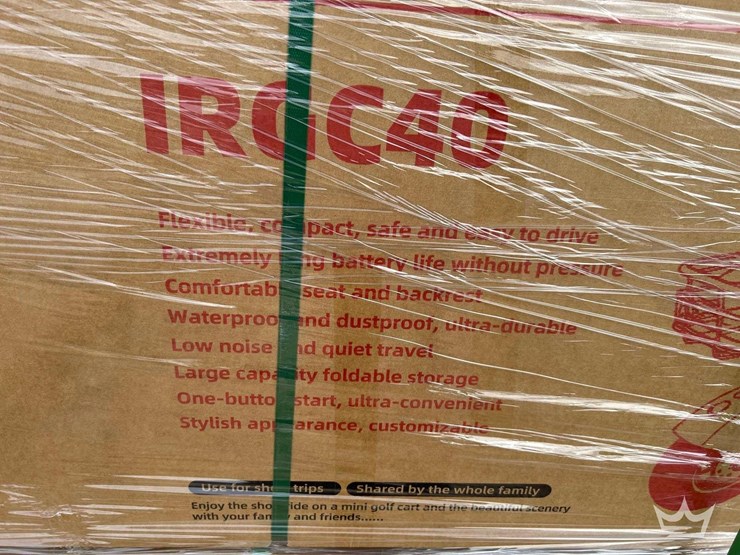 IRGC40
Flexible, compact, safe and easy to drive
Extremely long battery life without pressure
Comfortable seat and backrest
Waterproof and dustproof, ultra-durable
Low noise and quiet travel
Large capacity foldable storage
One-button start, ultra-convenient
Stylish appearance, customizable
Use for short trips Shared by the whole family
Enjoy the short ride on a mini golf cart and the beautiful scenery
with your family and friends......